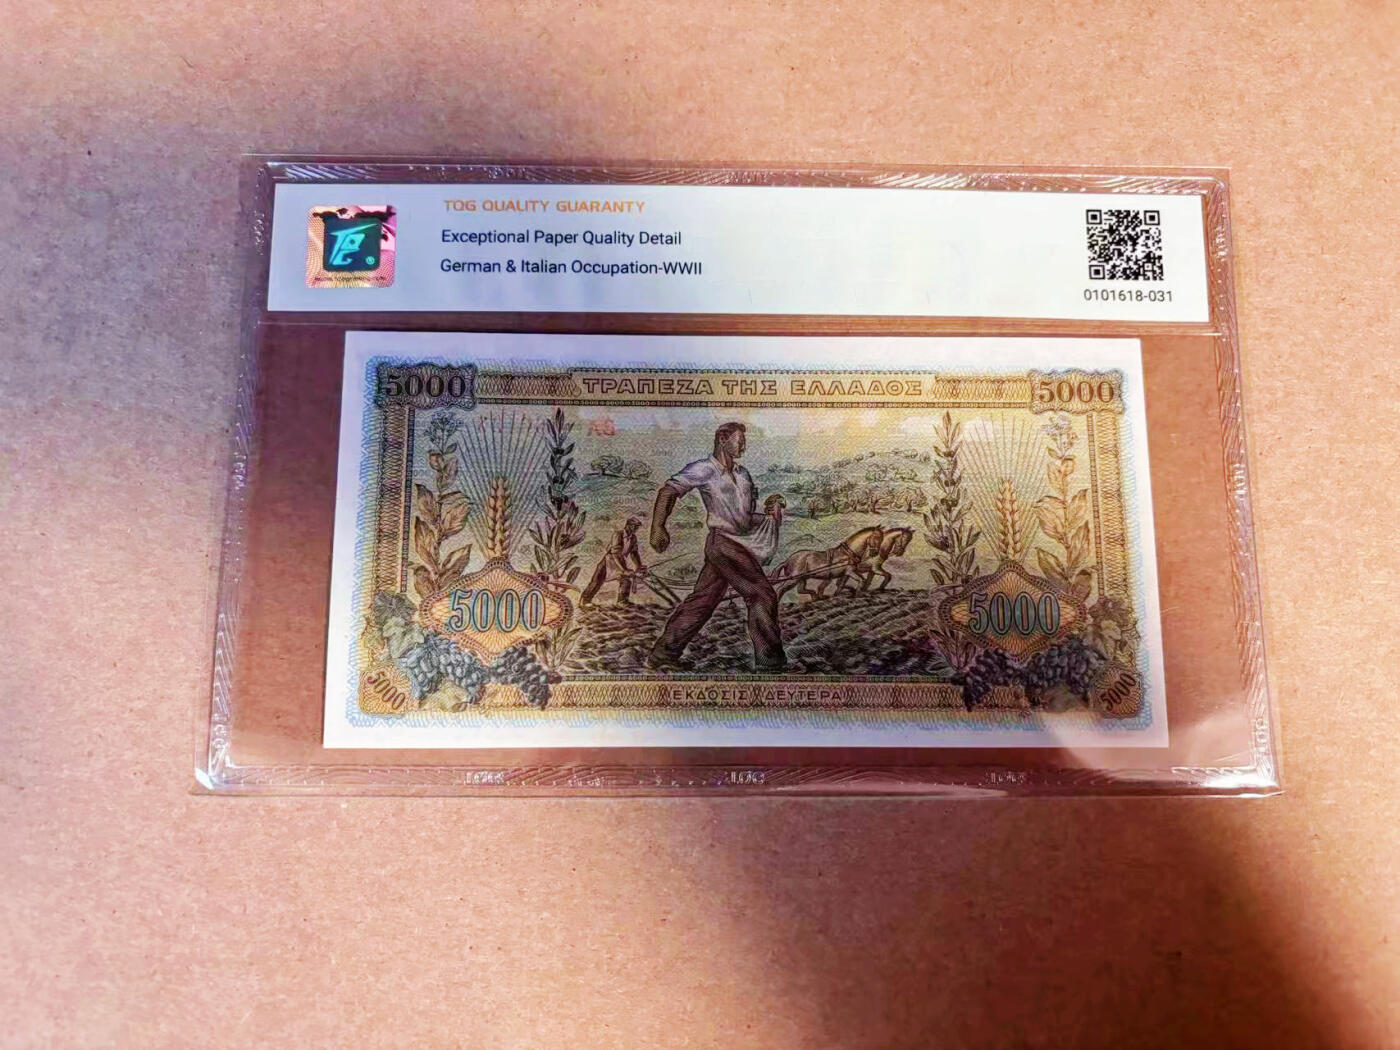 TQG QUALITY GUARANTY
Exceptional Paper Quality Detail
German & Italian Occupation-WWII
0101618-031
5000 ΤΡΑΠΕΖΑ ΤΗΣ ΕΛΛΑΔΟΣ 5000
5000 5000
5000 ΕΚΔΟΣΙΣ ΔΕΥΤΕΡΑ 5000